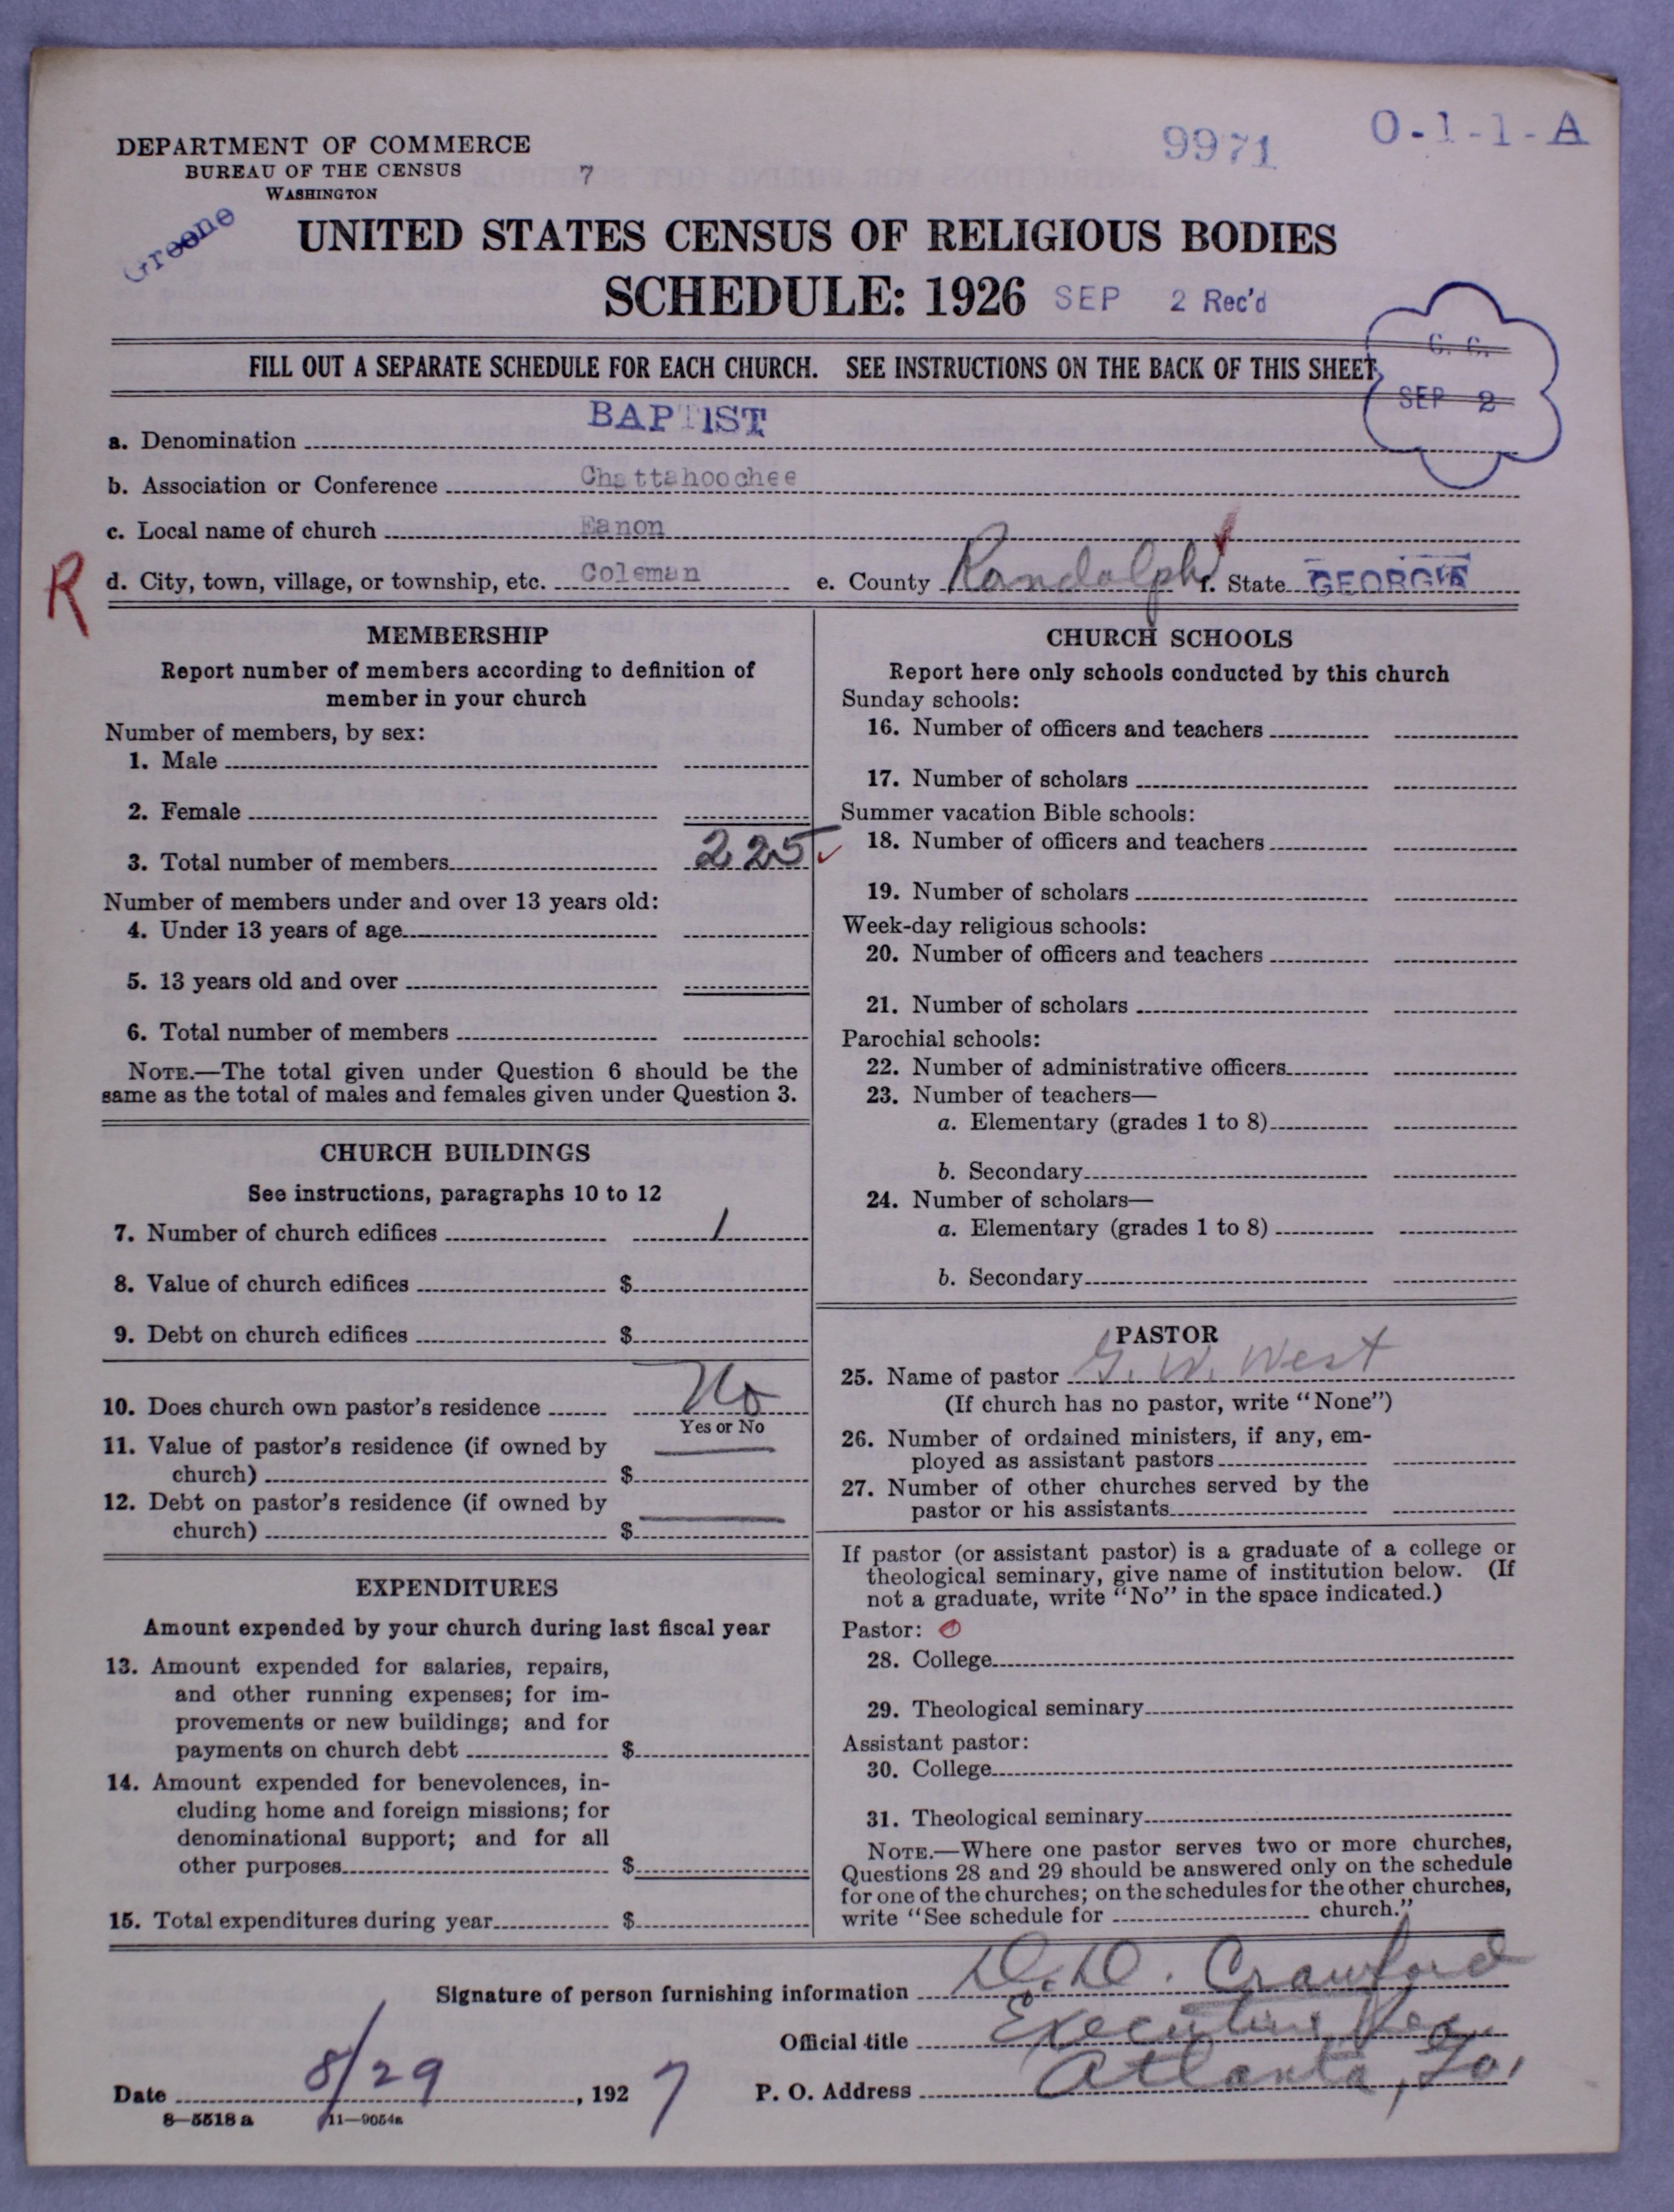 9971
O-1-1-A
DEPARTMENT OF COMMERCE
BUREAU OF THE CENSUS
WASHINGTON
7
Greene
UNITED STATES CENSUS OF RELIGIOUS BODIES
SCHEDULE: 1926 SEP 2 Rec'd
C. C.
SEP 2
FILL OUT A SEPARATE SCHEDULE FOR EACH CHURCH. SEE INSTRUCTIONS ON THE BACK OF THIS SHEET
a. Denomination BAPTIST
b. Association or Conference Chattahoochee
c. Local name of church Eanon
R
d. City, town, village, or township, etc. Coleman e. County Randolph f. State GEORGIA
MEMBERSHIP
Report number of members according to definition of
member in your church
Number of members, by sex:
1. Male
2. Female
3. Total number of members 225
Number of members under and over 13 years old:
4. Under 13 years of age
5. 13 years old and over
6. Total number of members
NOTE.—The total given under Question 6 should be the
same as the total of males and females given under Question 3.
CHURCH BUILDINGS
See instructions, paragraphs 10 to 12
7. Number of church edifices 1
8. Value of church edifices $
9. Debt on church edifices $
10. Does church own pastor's residence No
Yes or No
11. Value of pastor's residence (if owned by
church) $
12. Debt on pastor's residence (if owned by
church) $
EXPENDITURES
Amount expended by your church during last fiscal year
13. Amount expended for salaries, repairs,
and other running expenses; for im-
provements or new buildings; and for
payments on church debt $
14. Amount expended for benevolences, in-
cluding home and foreign missions; for
denominational support; and for all
other purposes $
15. Total expenditures during year $
CHURCH SCHOOLS
Report here only schools conducted by this church
Sunday schools:
16. Number of officers and teachers
17. Number of scholars
Summer vacation Bible schools:
18. Number of officers and teachers
19. Number of scholars
Week-day religious schools:
20. Number of officers and teachers
21. Number of scholars
Parochial schools:
22. Number of administrative officers
23. Number of teachers—
a. Elementary (grades 1 to 8)
b. Secondary
24. Number of scholars—
a. Elementary (grades 1 to 8)
b. Secondary
PASTOR
25. Name of pastor G. W. West
(If church has no pastor, write "None")
26. Number of ordained ministers, if any, em-
ployed as assistant pastors
27. Number of other churches served by the
pastor or his assistants
If pastor (or assistant pastor) is a graduate of a college or
theological seminary, give name of institution below. (If
not a graduate, write "No" in the space indicated.)
Pastor:
28. College
29. Theological seminary
Assistant pastor:
30. College
31. Theological seminary
NOTE.—Where one pastor serves two or more churches,
Questions 28 and 29 should be answered only on the schedule
for one of the churches; on the schedules for the other churches,
write "See schedule for church."
Signature of person furnishing information D. D. Crawford
Official title Executive Sec.
Date 8/29, 1927 P. O. Address Atlanta, Ga.
8—5518 a 11—9054a